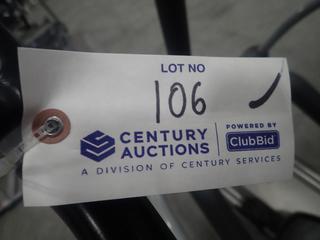 LOT NO
106
CENTURY AUCTIONS
POWERED BY
ClubBid
A DIVISION OF CENTURY SERVICES